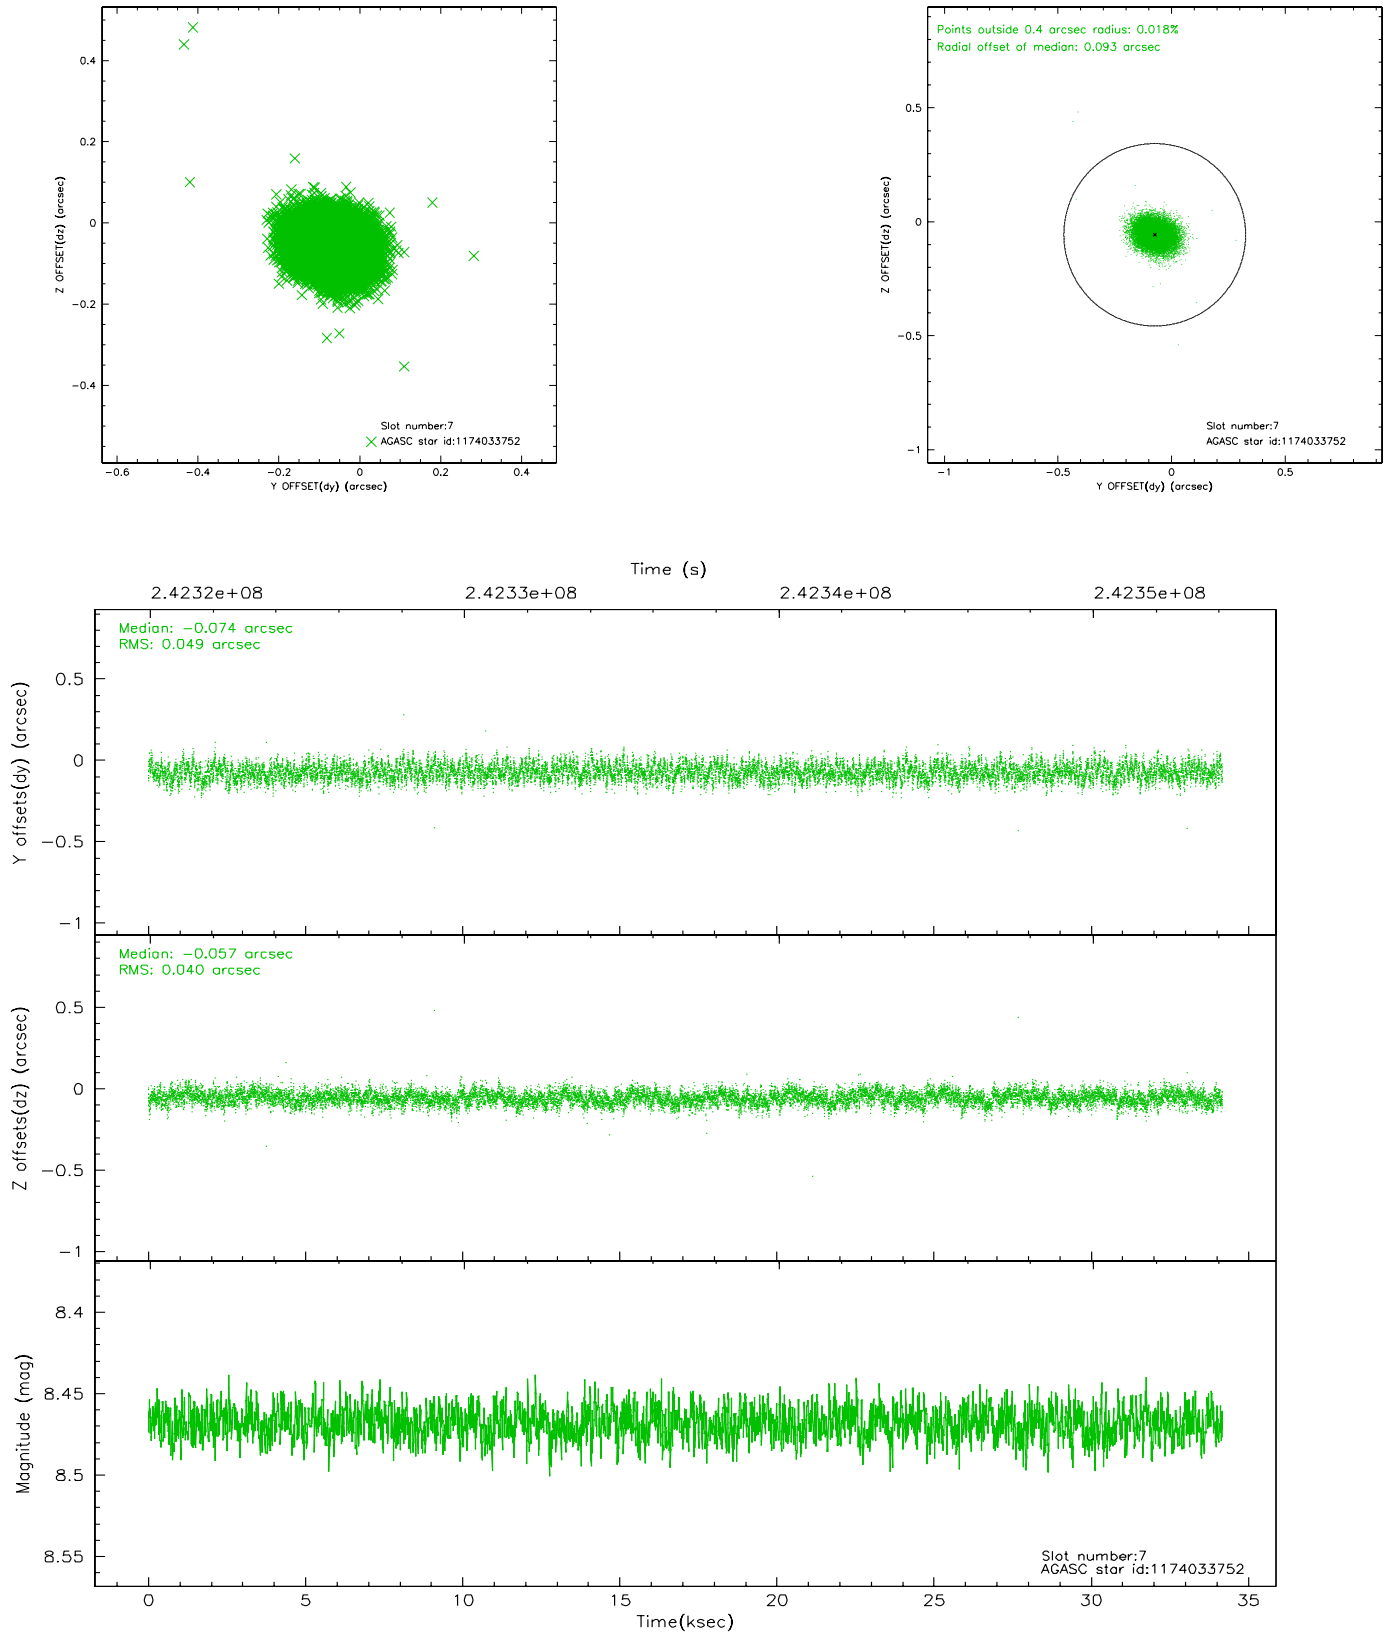 0.4
0.2
0
-0.2
-0.4
Z OFFSET(dz) (arcsec)
Slot number:7
AGASC star id:1174033752
-0.6 -0.4 -0.2 0 0.2 0.4
Y OFFSET(dy) (arcsec)
Points outside 0.4 arcsec radius: 0.018%
Radial offset of median: 0.093 arcsec
0.5
0
-0.5
-1
Z OFFSET(dz) (arcsec)
Slot number:7
AGASC star id:1174033752
-1 -0.5 0 0.5
Y OFFSET(dy) (arcsec)
Time (s)
2.4232e+08 2.4233e+08 2.4234e+08 2.4235e+08
Median: -0.074 arcsec
RMS: 0.049 arcsec
0.5
0
-0.5
-1
Y offsets(dy) (arcsec)
Median: -0.057 arcsec
RMS: 0.040 arcsec
0.5
0
-0.5
-1
Z offsets(dz) (arcsec)
8.4
8.45
8.5
8.55
Magnitude (mag)
Slot number:7
AGASC star id:1174033752
0 5 10 15 20 25 30 35
Time(ksec)